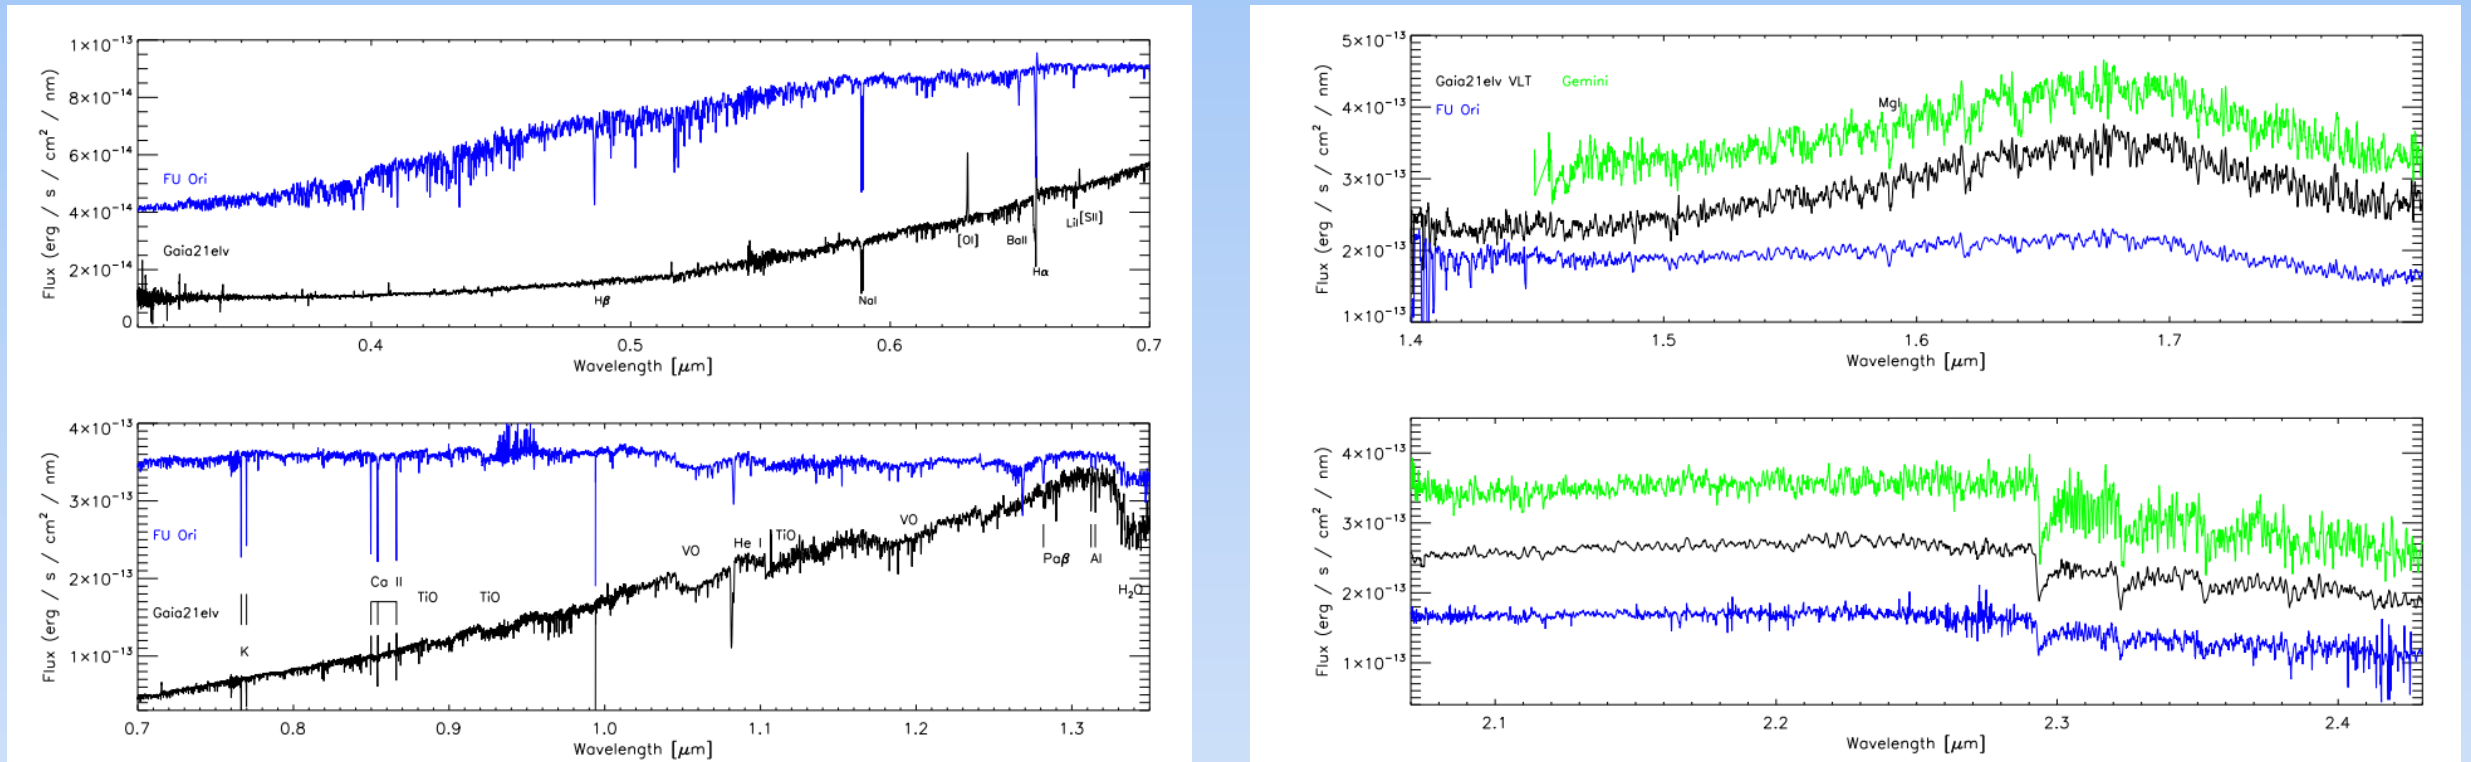 1×10⁻¹³
8×10⁻¹⁴
6×10⁻¹⁴
4×10⁻¹⁴
2×10⁻¹⁴
0
Flux (erg / s / cm² / nm)
FU Ori
Gaia21elv
Hβ
NaI
[OI]
BaII
Hα
LiI
[SII]
0.4
0.5
0.6
0.7
Wavelength [μm]
4×10⁻¹³
3×10⁻¹³
2×10⁻¹³
1×10⁻¹³
Flux (erg / s / cm² / nm)
FU Ori
Gaia21elv
K
Ca II
TiO
TiO
VO
He I
TiO
VO
Paβ
Al
H₂O
0.7
0.8
0.9
1.0
1.1
1.2
1.3
Wavelength [μm]
5×10⁻¹³
4×10⁻¹³
3×10⁻¹³
2×10⁻¹³
1×10⁻¹³
Flux (erg / s / cm² / nm)
Gaia21elv VLT Gemini
FU Ori
MgI
1.4
1.5
1.6
1.7
Wavelength [μm]
4×10⁻¹³
3×10⁻¹³
2×10⁻¹³
1×10⁻¹³
Flux (erg / s / cm² / nm)
2.1
2.2
2.3
2.4
Wavelength [μm]